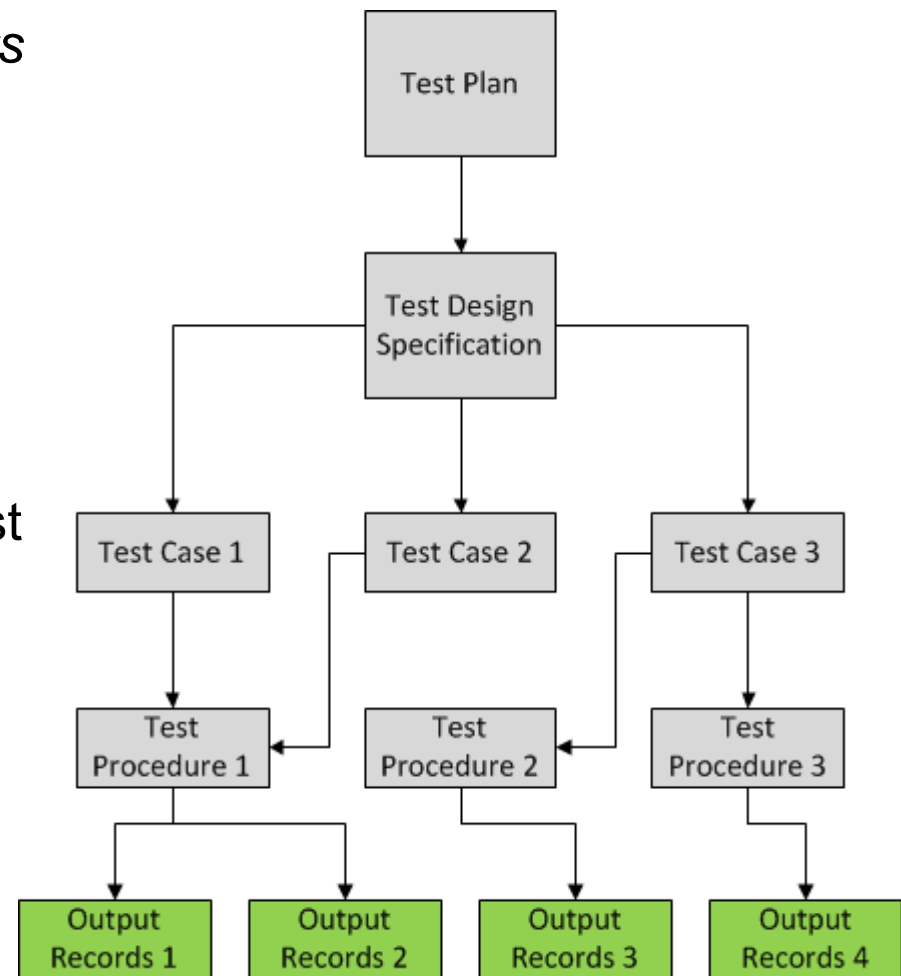 Test Plan
Test Design
Specification
Test Case 1
Test Case 2
Test Case 3
Test
Procedure 1
Test
Procedure 2
Test
Procedure 3
Output
Records 1
Output
Records 2
Output
Records 3
Output
Records 4